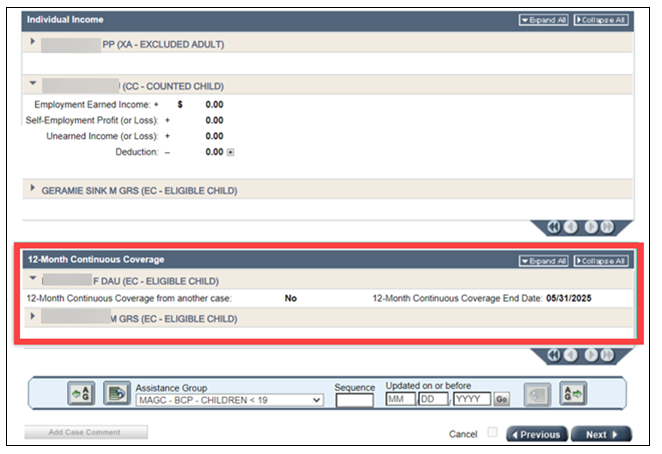 Individual Income
Expand All Collapse All
PP (XA - EXCLUDED ADULT)
(CC - COUNTED CHILD)
Employment Earned Income: + $ 0.00
Self-Employment Profit (or Loss): + 0.00
Unearned Income (or Loss): + 0.00
Deduction: – 0.00
GERAMIE SINK M GRS (EC - ELIGIBLE CHILD)
12-Month Continuous Coverage
Expand All Collapse All
F DAU (EC - ELIGIBLE CHILD)
12-Month Continuous Coverage from another case: No 12-Month Continuous Coverage End Date: 05/31/2025
M GRS (EC - ELIGIBLE CHILD)
Assistance Group Sequence Updated on or before
AG MAGC - BCP - CHILDREN < 19 MM / DD / YYYY Go AG
Add Case Comment Cancel Previous Next